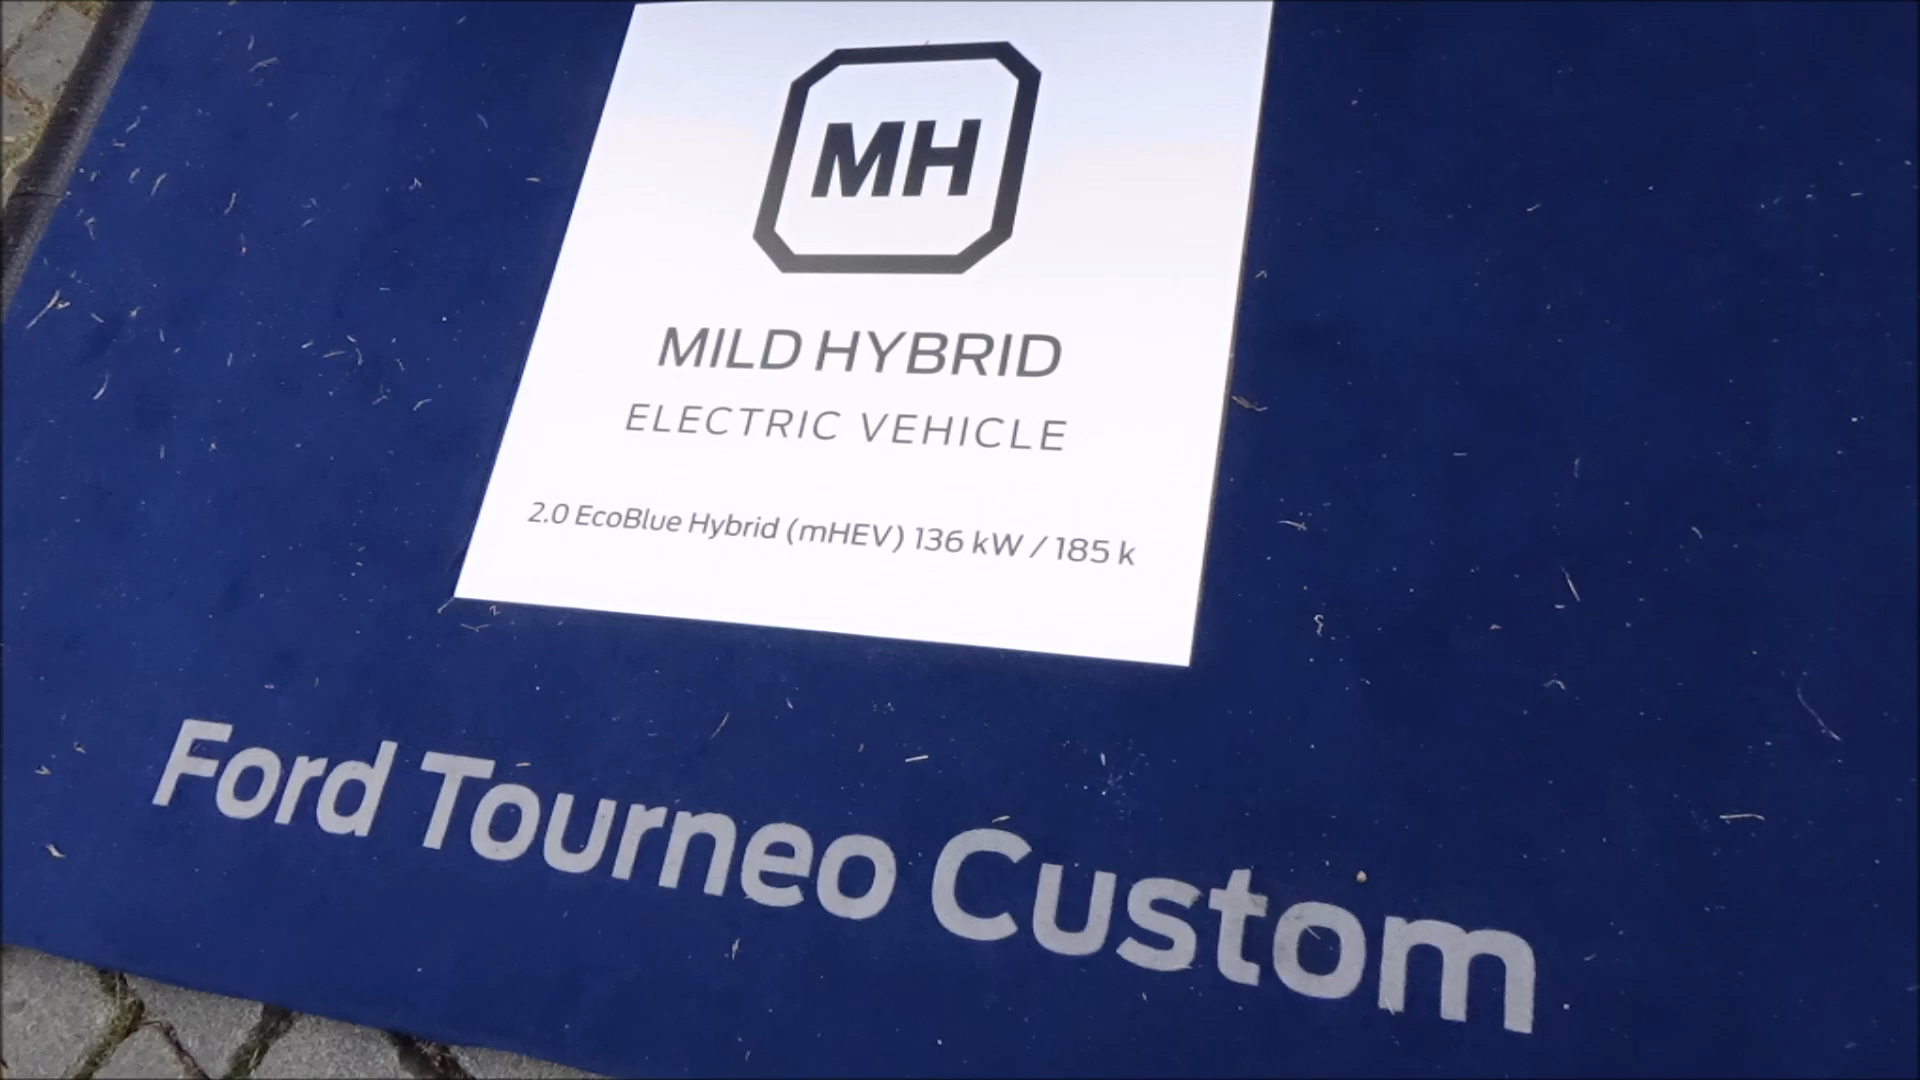 MH
MILD HYBRID
ELECTRIC VEHICLE
2.0 EcoBlue Hybrid (mHEV) 136 kW / 185 k
Ford Tourneo Custom